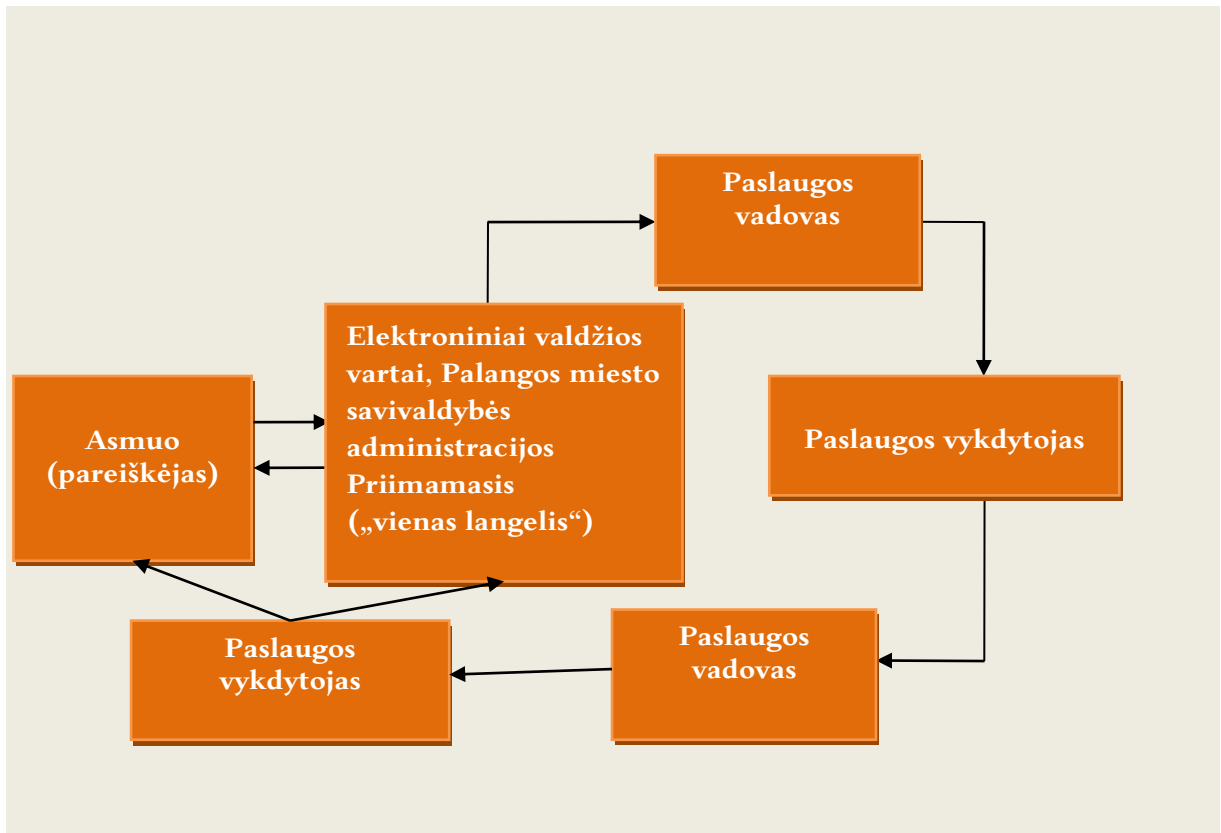 Paslaugos
vadovas
Elektroniniai valdžios
vartai, Palangos miesto
savivaldybės
administracijos
Priimamasis
(„vienas langelis“)
Asmuo
(pareiškėjas)
Paslaugos vykdytojas
Paslaugos
vykdytojas
Paslaugos
vadovas